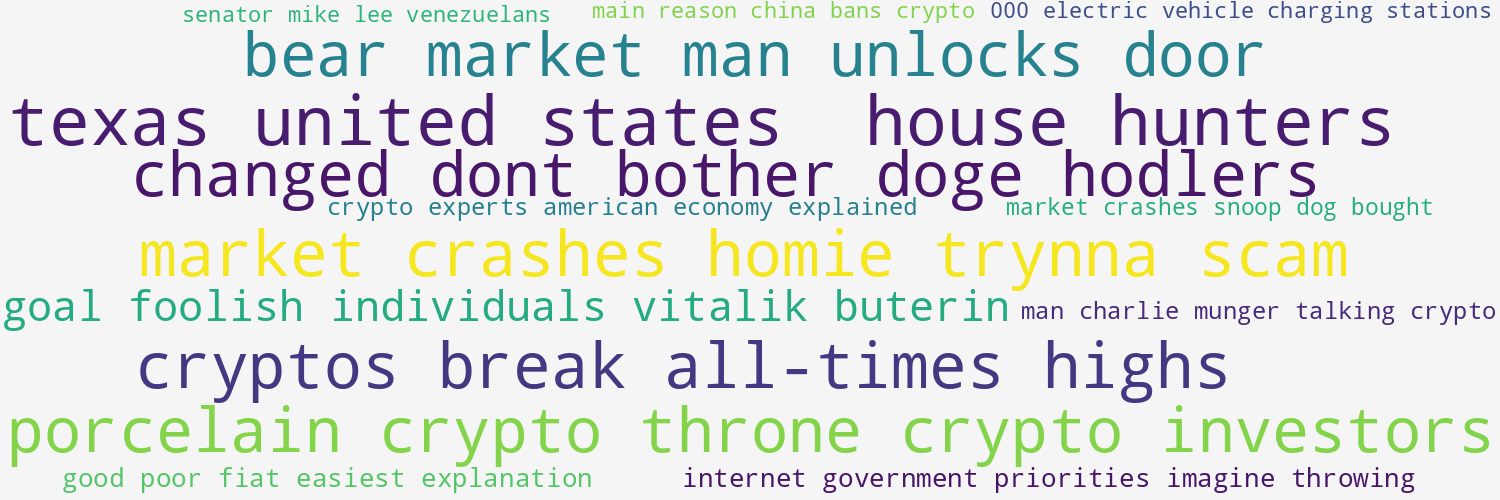 senator mike lee venezuelans
main reason china bans crypto
000 electric vehicle charging stations
bear market man unlocks door
texas united states
house hunters
changed dont bother doge hodlers
crypto experts american economy explained
market crashes snoop dog bought
market crashes homie trynna scam
goal foolish individuals vitalik buterin
man charlie munger talking crypto
cryptos break all-times highs
porcelain crypto throne crypto investors
good poor fiat easiest explanation
internet government priorities imagine throwing